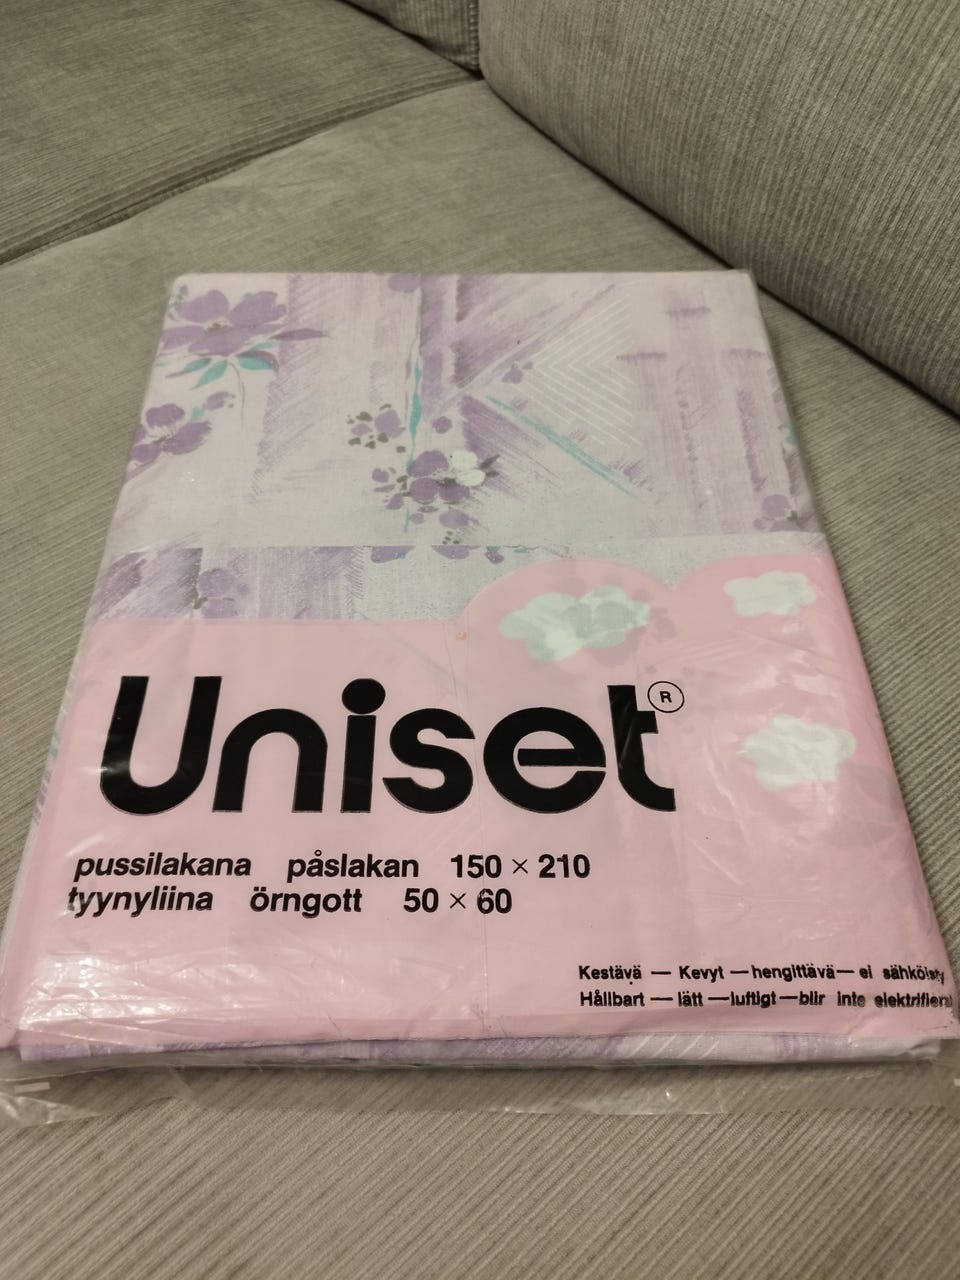 Uniset®
pussilakana påslakan 150 × 210
tyynyliina örngott 50 × 60
Kestävä — Kevyt — hengittävä — ei sähköisty
Hållbart — lätt — luftigt — blir inte elektrifierat